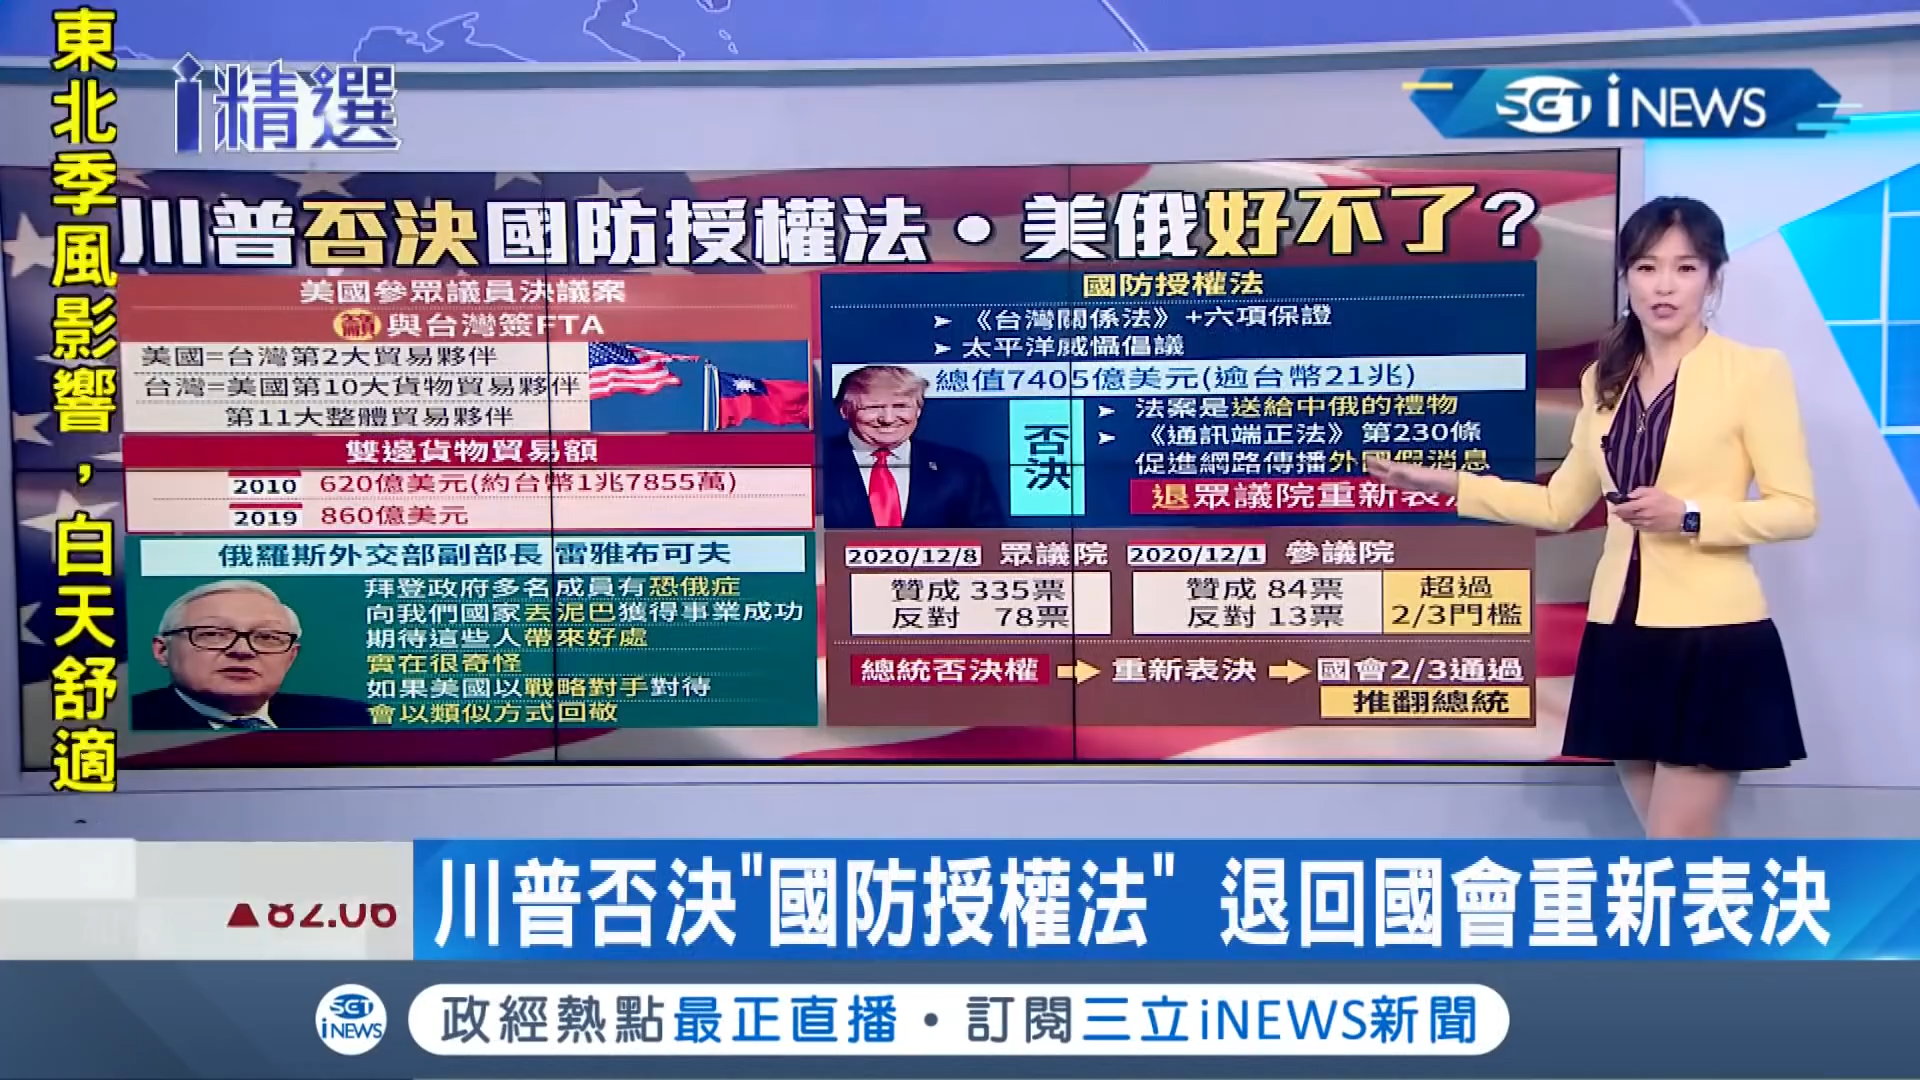 東北季風影響，白天舒適
i精選
SET iNEWS
川普否決國防授權法・美俄好不了?
美國參眾議員決議案
與台灣簽FTA
美國=台灣第2大貿易夥伴
台灣=美國第10大貨物貿易夥伴
第11大整體貿易夥伴
雙邊貨物貿易額
2010 620億美元(約台幣1兆7855萬)
2019 860億美元
俄羅斯外交部副部長 雷雅布可夫
拜登政府多名成員有恐俄症
向我們國家丟泥巴獲得事業成功
期待這些人帶來好處
實在很奇怪
如果美國以戰略對手對待
會以類似方式回敬
國防授權法
➤《台灣關係法》+六項保證
➤太平洋威懾倡議
總值7405億美元(逾台幣21兆)
否決
➤ 法案是送給中俄的禮物
➤《通訊端正法》第230條
促進網路傳播外國假消息
退眾議院重新表
2020/12/8 眾議院
贊成 335票
反對 78票
2020/12/1 參議院
贊成 84票
反對 13票
超過
2/3門檻
總統否決權 → 重新表決 → 國會2/3通過
推翻總統
▲82.06
川普否決"國防授權法" 退回國會重新表決
SET iNEWS
政經熱點最正直播・訂閱三立iNEWS新聞